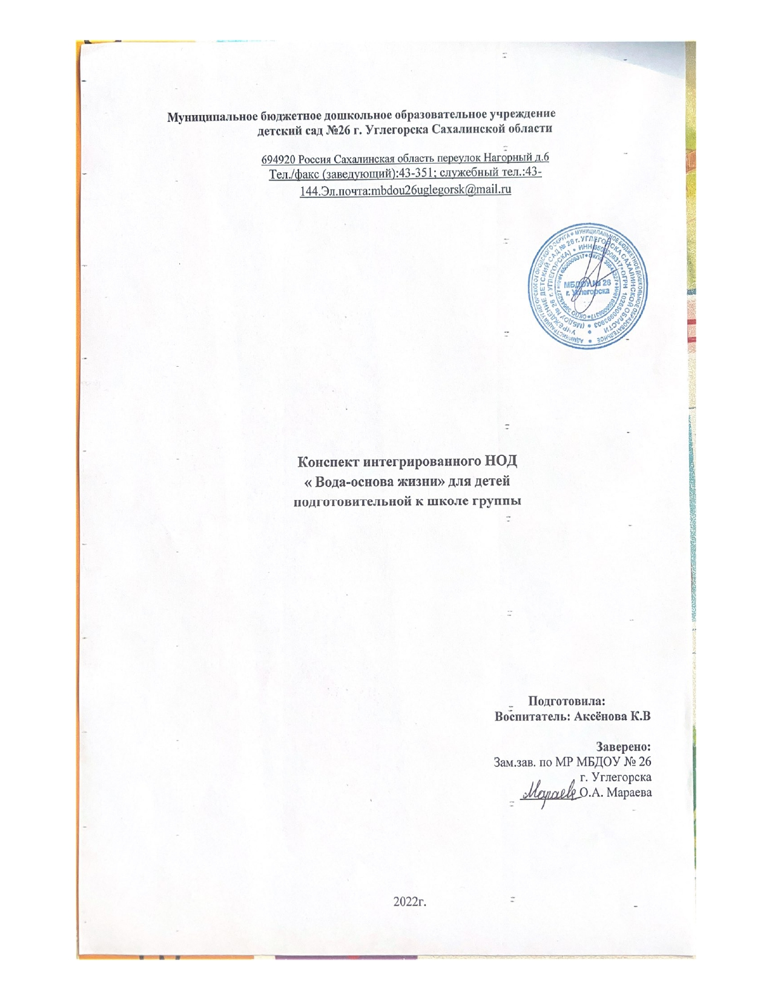 Муниципальное бюджетное дошкольное образовательное учреждение
детский сад №26 г. Углегорска Сахалинской области
694920 Россия Сахалинская область переулок Нагорный д.6
Тел./факс (заведующий):43-351; служебный тел.:43-
144.Эл.почта:mbdou26uglegorsk@mail.ru
МБДОУ № 26
г. Углегорска
Конспект интегрированного НОД
« Вода-основа жизни» для детей
подготовительной к школе группы
Подготовила:
Воспитатель: Аксёнова К.В
Заверено:
Зам.зав. по МР МБДОУ № 26
г. Углегорска
Мараева О.А. Мараева
2022г.